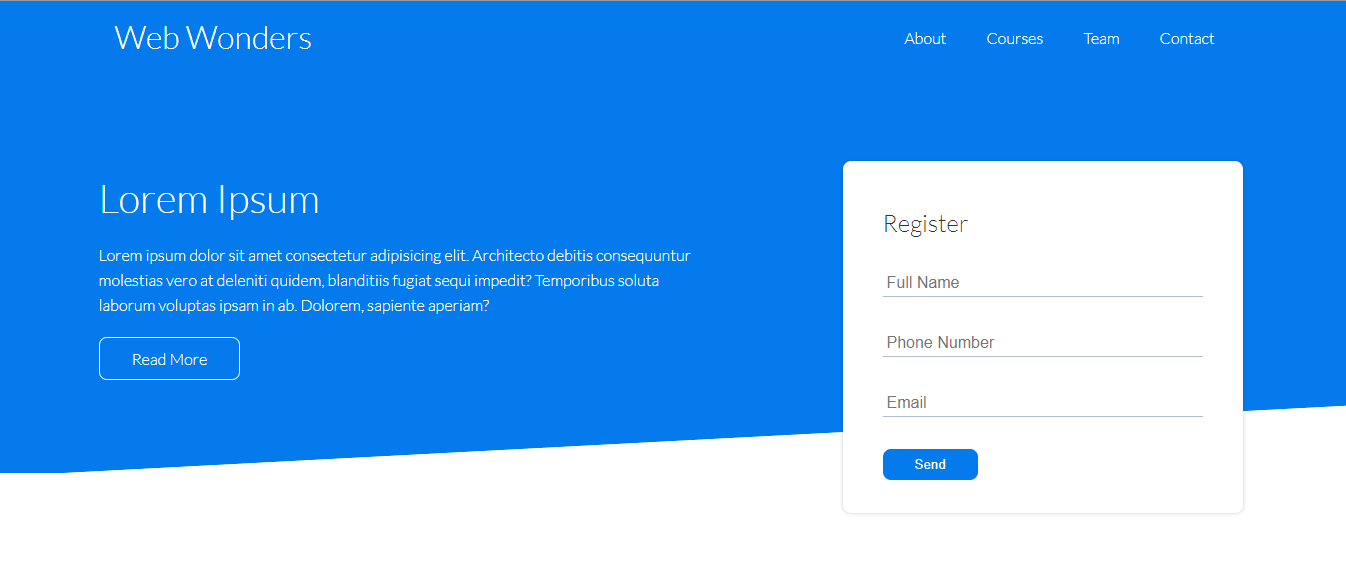 Web Wonders
About
Courses
Team
Contact
Lorem Ipsum
Lorem ipsum dolor sit amet consectetur adipisicing elit. Architecto debitis consequuntur
molestias vero at deleniti quidem, blanditiis fugiat sequi impedit? Temporibus soluta
laborum voluptas ipsam in ab. Dolorem, sapiente aperiam?
Read More
Register
Full Name
Phone Number
Email
Send